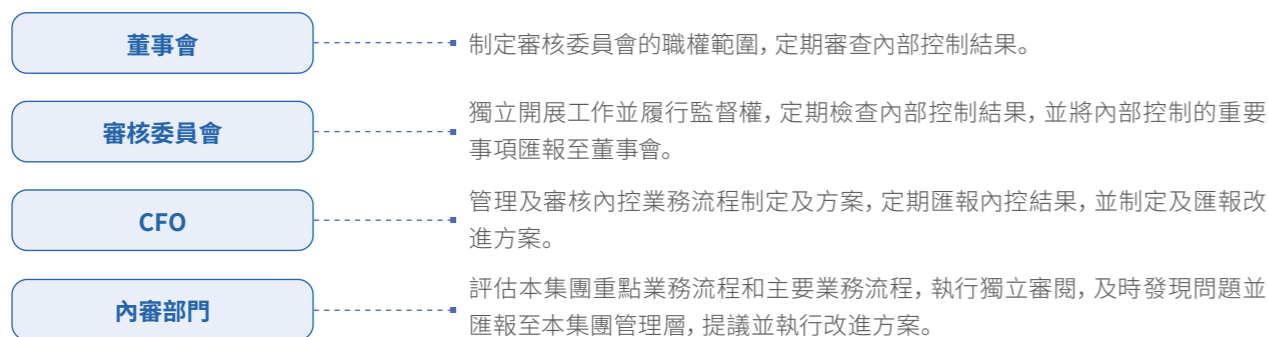 董事會
制定審核委員會的職權範圍，定期審查內部控制結果。
審核委員會
獨立開展工作並履行監督權，定期檢查內部控制結果，並將內部控制的重要
事項匯報至董事會。
CFO
管理及審核內控業務流程制定及方案，定期匯報內控結果，並制定及匯報改
進方案。
內審部門
評估本集團重點業務流程和主要業務流程，執行獨立審閱，及時發現問題並
匯報至本集團管理層，提議並執行改進方案。